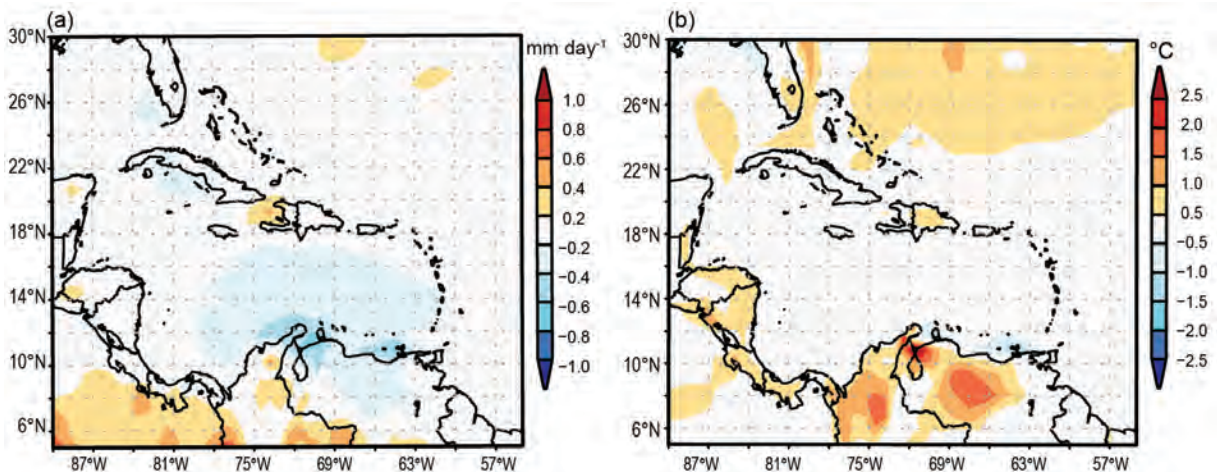 (a)
30°N
26°N
22°N
18°N
14°N
10°N
6°N
87°W 81°W 75°W 69°W 63°W 57°W
mm day⁻¹
1.0
0.8
0.6
0.4
0.2
−0.2
−0.4
−0.6
−0.8
−1.0
(b)
30°N
26°N
22°N
18°N
14°N
10°N
6°N
87°W 81°W 75°W 69°W 63°W 57°W
°C
2.5
2.0
1.5
1.0
0.5
−0.5
−1.0
−1.5
−2.0
−2.5